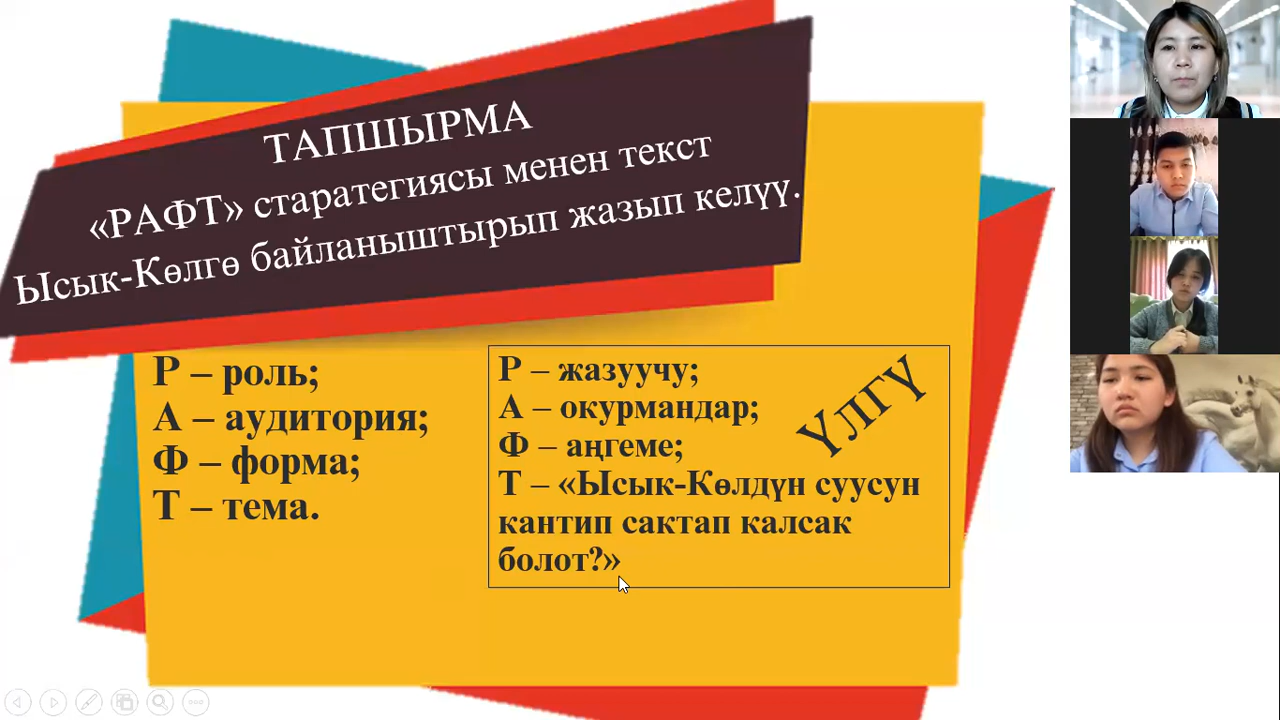 ТАПШЫРМА
«РАФТ» старатегиясы менен текст
Ысык-Көлгө байланыштырып жазып келүү.
Р – роль;
А – аудитория;
Ф – форма;
Т – тема.
Р – жазуучу;
А – окурмандар;
Ф – аңгеме;
Т – «Ысык-Көлдүн суусун
кантип сактап калсак
болот?»
ҮЛГҮ